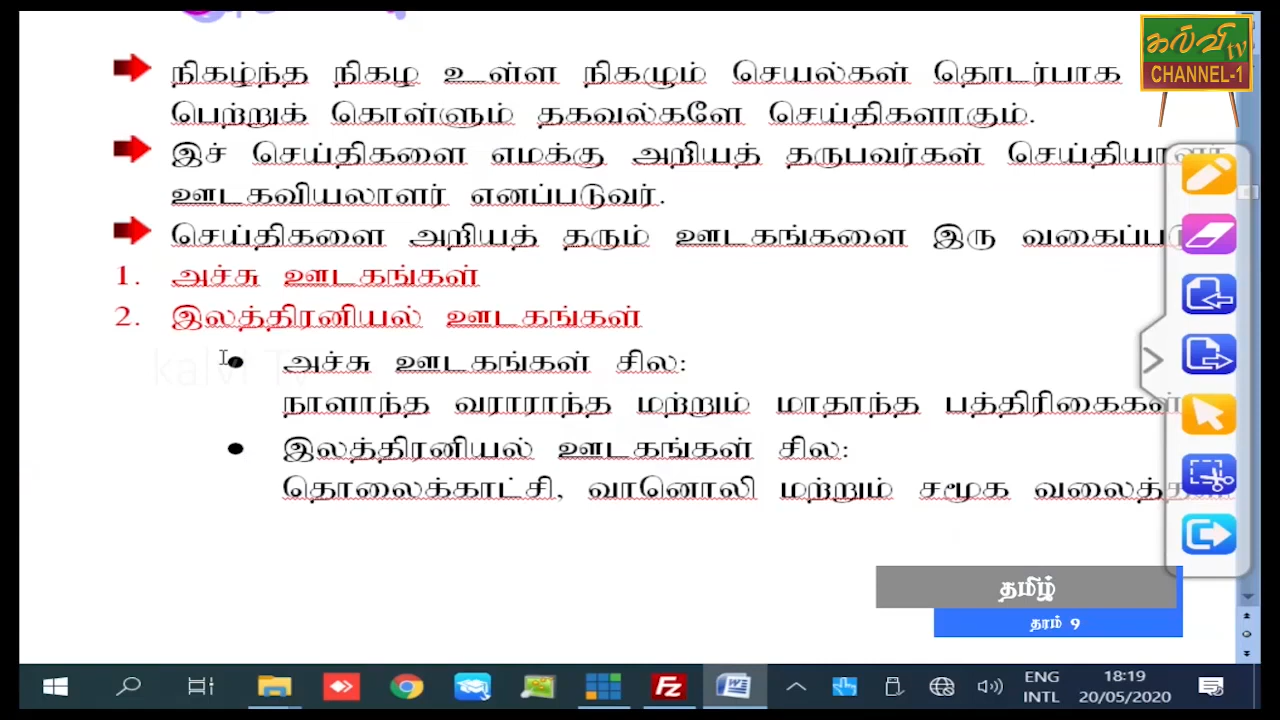 கல்வி tv
CHANNEL-1
நிகழ்ந்த நிகழ உள்ள நிகழும் செயல்கள் தொடர்பாக
பெற்றுக் கொள்ளும் தகவல்களே செய்திகளாகும்.
இச் செய்திகளை எமக்கு அறியத் தருபவர்கள் செய்தியாளர்
ஊடகவியலாளர் எனப்படுவர்.
செய்திகளை அறியத் தரும் ஊடகங்களை இரு
1. அச்சு ஊடகங்கள்
2. இலத்திரனியல் ஊடகங்கள்
kalvi TV
● அச்சு ஊடகங்கள் சில:
நாளாந்த வாராராந்த மற்றும் மாதாந்த பத்திரிகைகள்
● இலத்திரனியல் ஊடகங்கள் சில:
தொலைக்காட்சி, வானொலி மற்றும் சமூக
தமிழ்
தரம் 9
ENG 18:19
INTL 20/05/2020